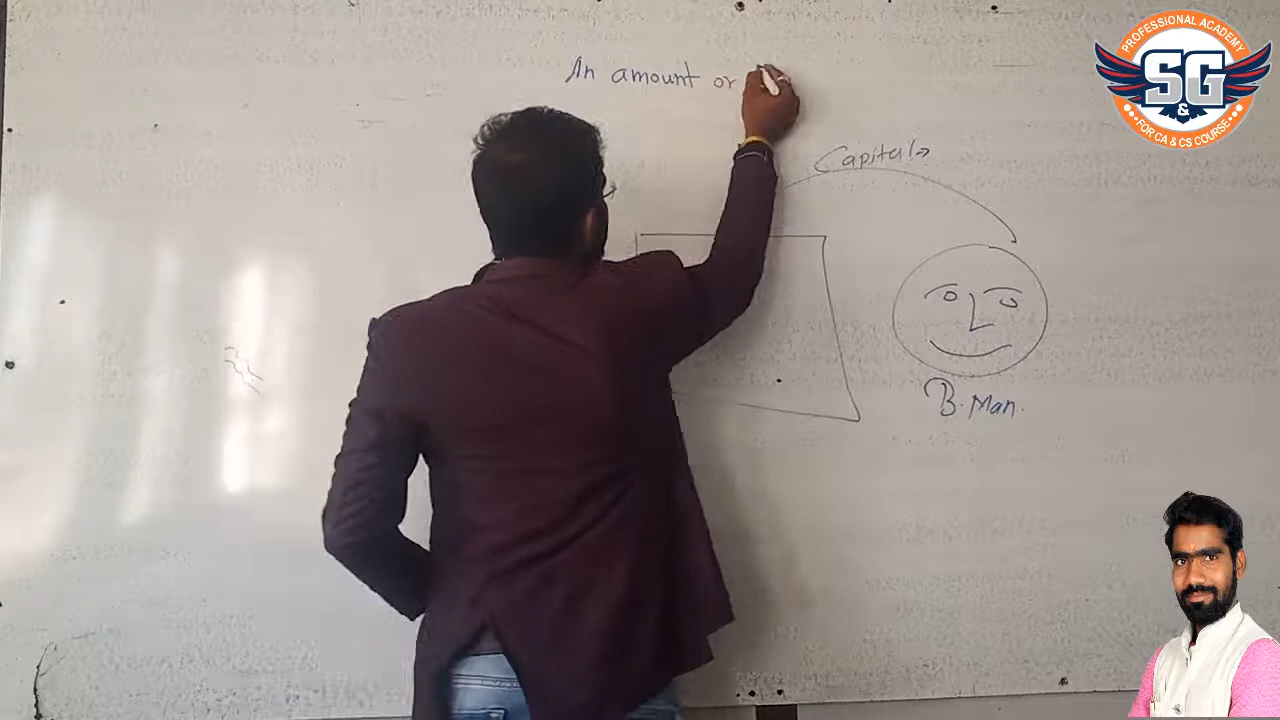 An amount or
Capital→
B. Man.
PROFESSIONAL ACADEMY
SG
&
FOR CA & CS COURSE